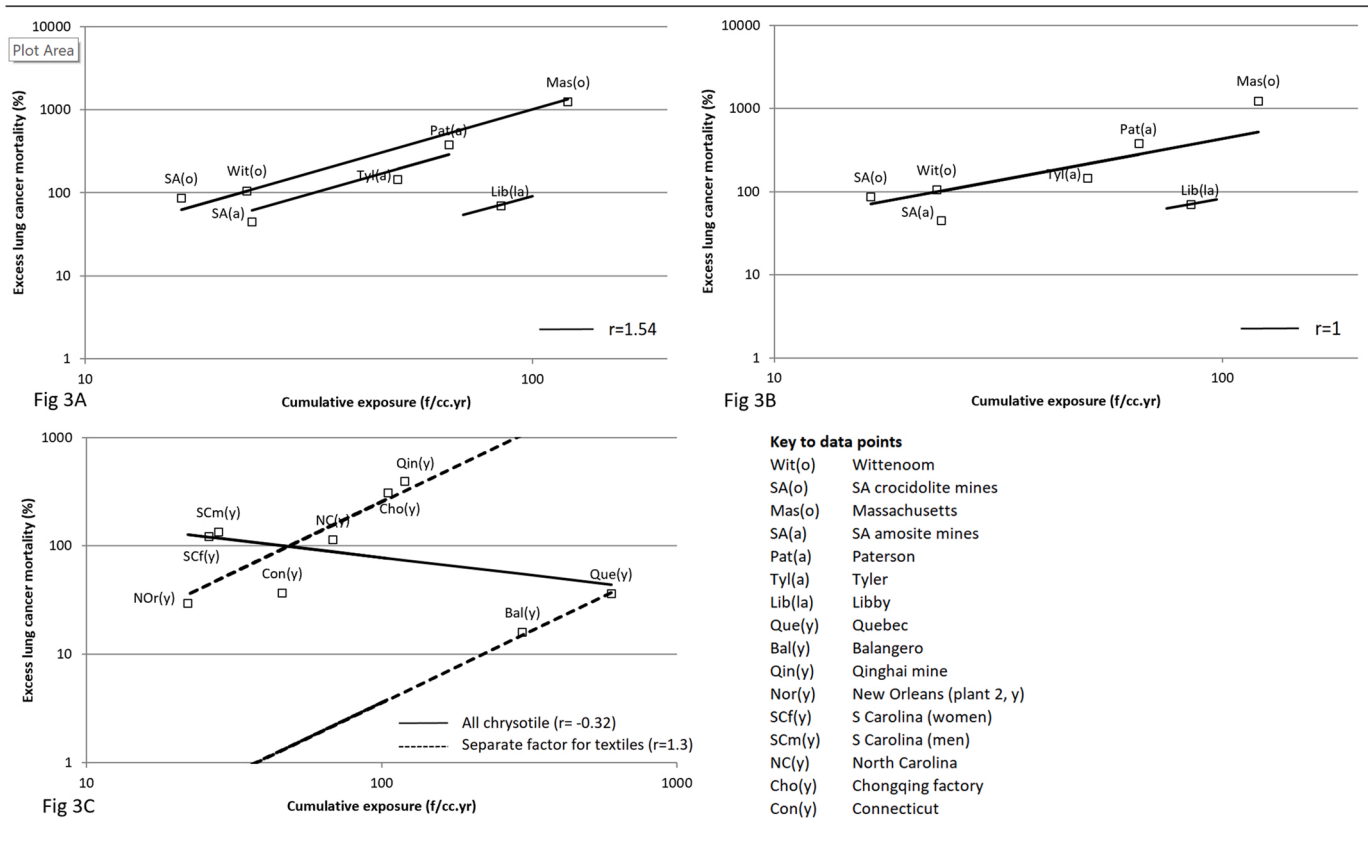 10000
Plot Area
1000
100
10
1
10
100
Excess lung cancer mortality (%)
Cumulative exposure (f/cc.yr)
Mas(o)
Pat(a)
SA(o)
Wit(o)
Tyl(a)
SA(a)
Lib(la)
r=1.54
Fig 3A
10000
1000
100
10
1
10
100
Excess lung cancer mortality (%)
Cumulative exposure (f/cc.yr)
Mas(o)
Pat(a)
SA(o)
Wit(o)
Tyl(a)
SA(a)
Lib(la)
r=1
Fig 3B
1000
100
10
1
10
100
1000
Excess lung cancer mortality (%)
Cumulative exposure (f/cc.yr)
Qin(y)
Cho(y)
SCm(y)
NC(y)
SCf(y)
Con(y)
Que(y)
NOr(y)
Bal(y)
All chrysotile (r= -0.32)
Separate factor for textiles (r=1.3)
Fig 3C
Key to data points
Wit(o) Wittenoom
SA(o) SA crocidolite mines
Mas(o) Massachusetts
SA(a) SA amosite mines
Pat(a) Paterson
Tyl(a) Tyler
Lib(la) Libby
Que(y) Quebec
Bal(y) Balangero
Qin(y) Qinghai mine
Nor(y) New Orleans (plant 2, y)
SCf(y) S Carolina (women)
SCm(y) S Carolina (men)
NC(y) North Carolina
Cho(y) Chongqing factory
Con(y) Connecticut